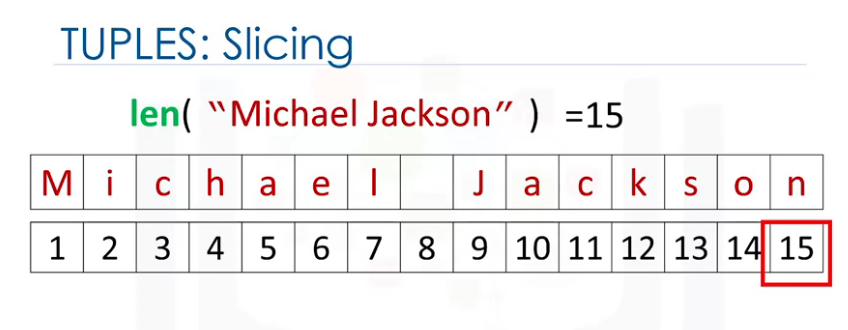 TUPLES: Slicing
len( “Michael Jackson” ) =15
M i c h a e l J a c k s o n
1 2 3 4 5 6 7 8 9 10 11 12 13 14 15